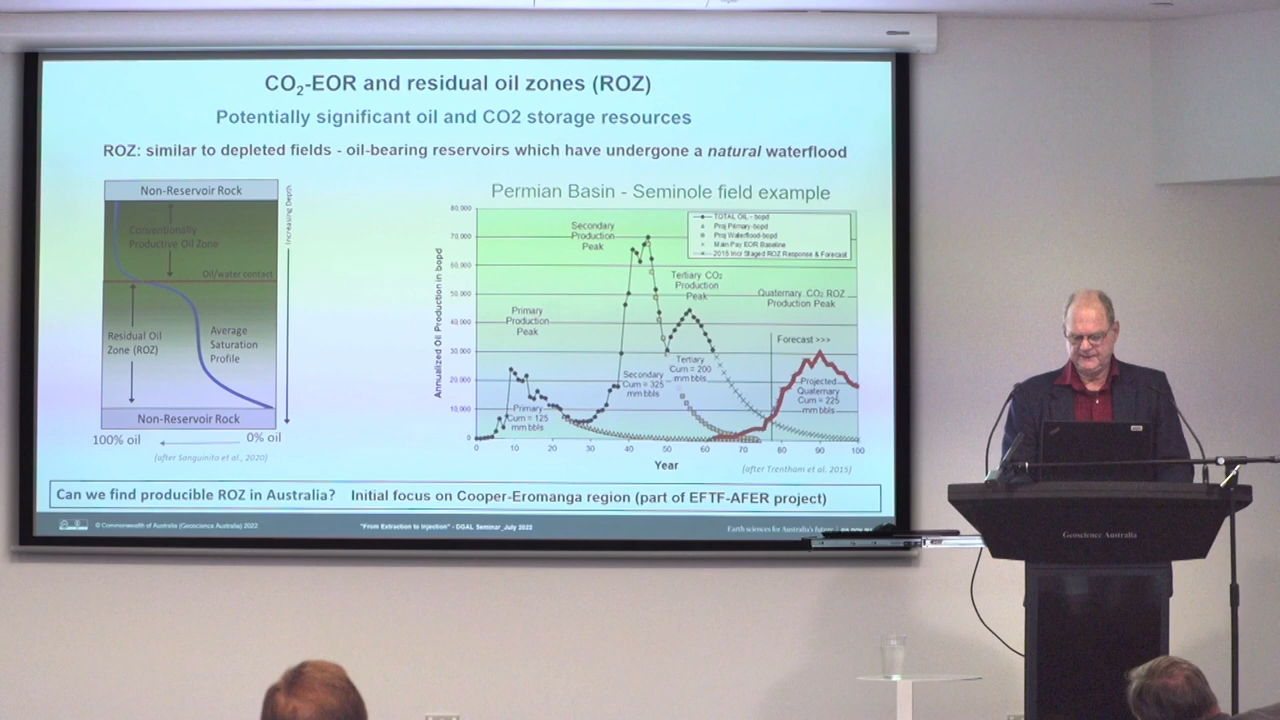 CO₂-EOR and residual oil zones (ROZ)
Potentially significant oil and CO2 storage resources
ROZ: similar to depleted fields - oil-bearing reservoirs which have undergone a natural waterflood
Non-Reservoir Rock
Conventionally
Productive Oil Zone
Oil/water contact
Residual Oil
Zone (ROZ)
Average
Saturation
Profile
Non-Reservoir Rock
100% oil
0% oil
Increasing Depth
(after Sanguinito et al., 2020)
Permian Basin - Seminole field example
Annualized Oil Production in bopd
80,000
70,000
60,000
50,000
40,000
30,000
20,000
10,000
0
TOTAL OIL - bopd
Proj Primary-bopd
Proj Waterflood-bopd
Main Pay EOR Baseline
2015 Incr Staged ROZ Response & Forecast
Primary
Production
Peak
Secondary
Production
Peak
Tertiary CO₂
Production
Peak
Quaternary CO₂ ROZ
Production Peak
Forecast >>>
Primary
Cum = 125
mm bbls
Secondary
Cum = 325
mm bbls
Tertiary
Cum = 200
mm bbls
Projected
Quaternary
Cum = 225
mm bbls
0 10 20 30 40 50 60 70 80 90 100
Year
(after Trentham et al. 2015)
Can we find producible ROZ in Australia? Initial focus on Cooper-Eromanga region (part of EFTF-AFER project)
© Commonwealth of Australia (Geoscience Australia) 2022
"From Extraction to Injection" - DGAL Seminar_July 2022
Earth sciences for Australia's future
Geoscience Australia